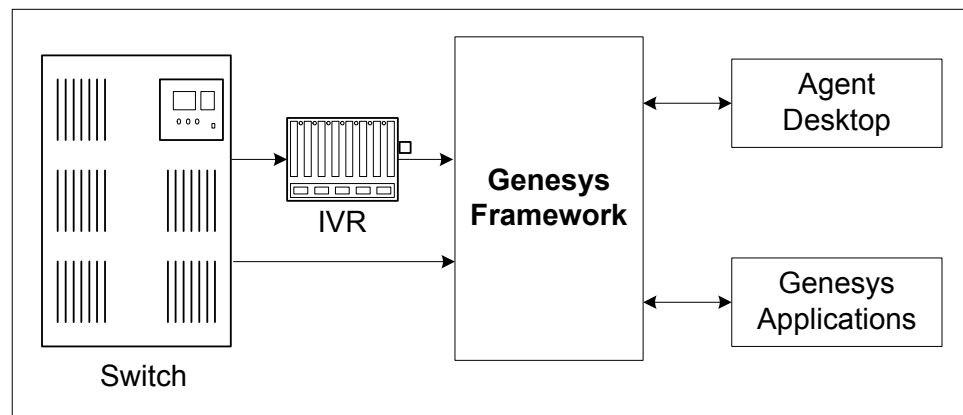 Switch
IVR
Genesys
Framework
Agent
Desktop
Genesys
Applications